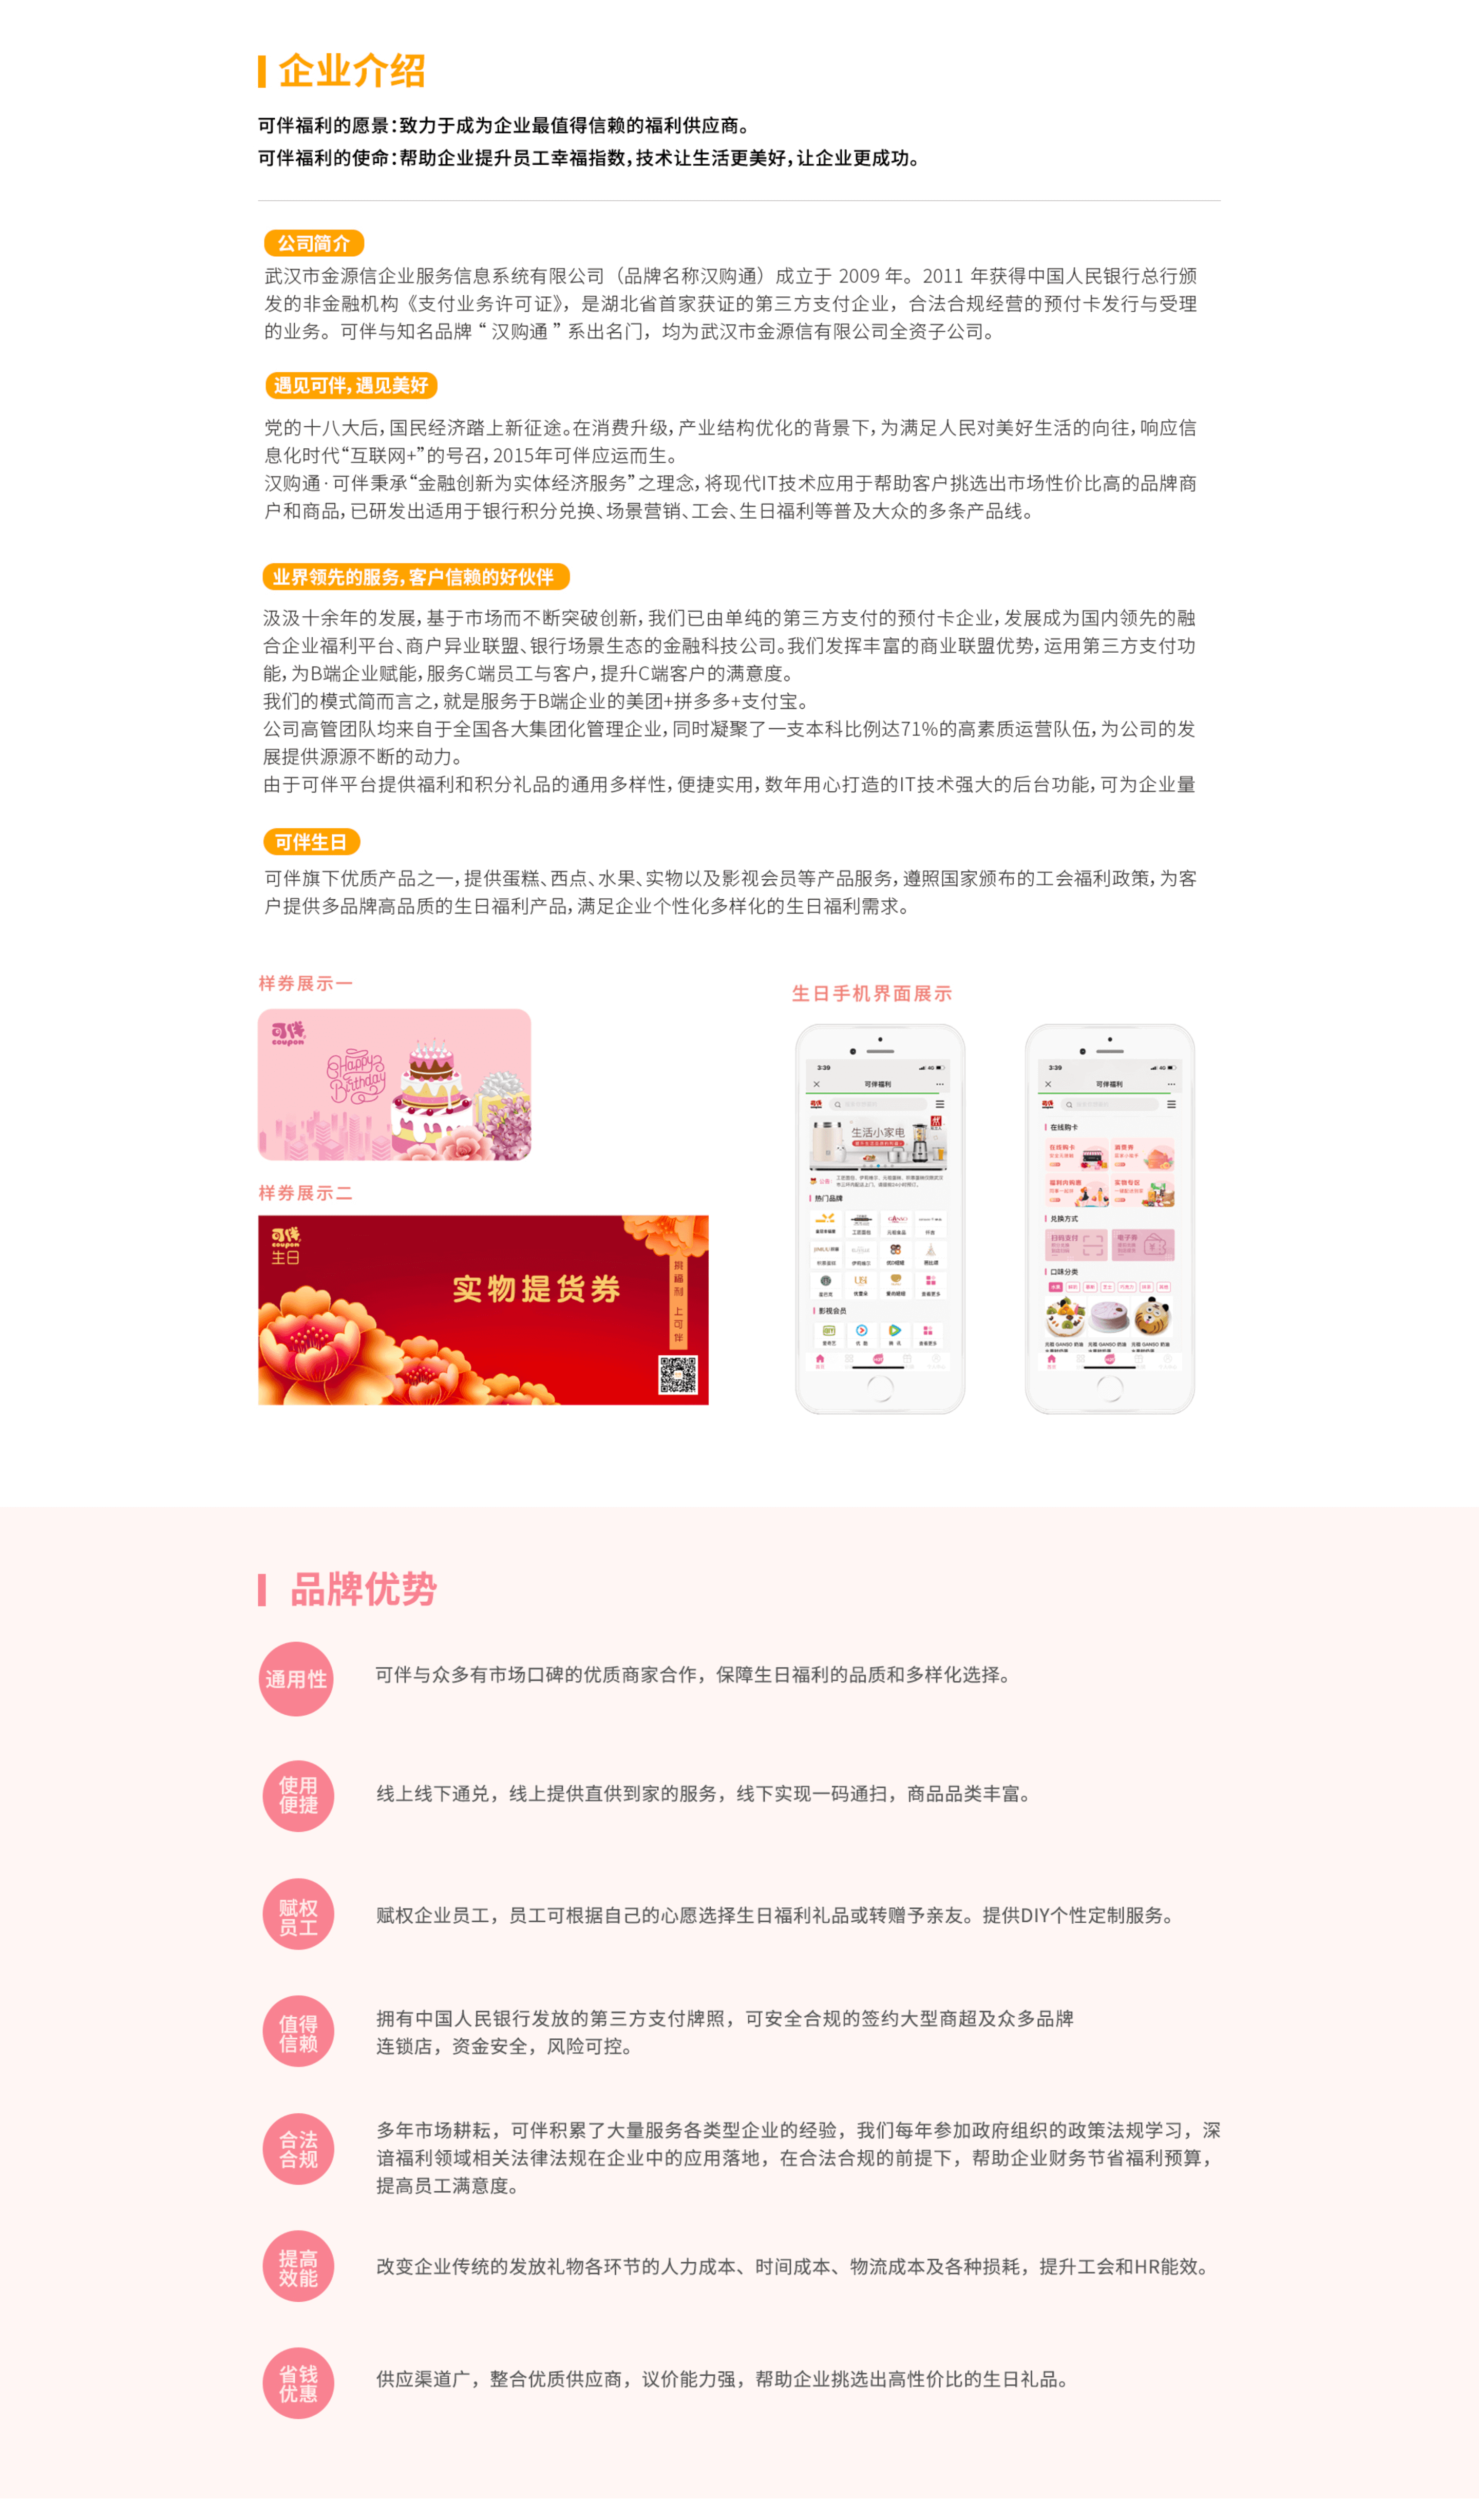 企业介绍
可伴福利的愿景：致力于成为企业最值得信赖的福利供应商。
可伴福利的使命：帮助企业提升员工幸福指数，技术让生活更美好，让企业更成功。
公司简介
武汉市金源信企业服务信息系统有限公司（品牌名称汉购通）成立于 2009 年。2011 年获得中国人民银行总行颁
发的非金融机构《支付业务许可证》，是湖北省首家获证的第三方支付企业，合法合规经营的预付卡发行与受理
的业务。可伴与知名品牌 “ 汉购通 ” 系出名门，均为武汉市金源信有限公司全资子公司。
遇见可伴，遇见美好
党的十八大后，国民经济踏上新征途。在消费升级，产业结构优化的背景下，为满足人民对美好生活的向往，响应信
息化时代“互联网+”的号召，2015年可伴应运而生。
汉购通·可伴秉承“金融创新为实体经济服务”之理念，将现代IT技术应用于帮助客户挑选出市场性价比高的品牌商
户和商品，已研发出适用于银行积分兑换、场景营销、工会、生日福利等普及大众的多条产品线。
业界领先的服务，客户信赖的好伙伴
汲汲十余年的发展，基于市场而不断突破创新，我们已由单纯的第三方支付的预付卡企业，发展成为国内领先的融
合企业福利平台、商户异业联盟、银行场景生态的金融科技公司。我们发挥丰富的商业联盟优势，运用第三方支付功
能，为B端企业赋能，服务C端员工与客户，提升C端客户的满意度。
我们的模式简而言之，就是服务于B端企业的美团+拼多多+支付宝。
公司高管团队均来自于全国各大集团化管理企业，同时凝聚了一支本科比例达71%的高素质运营队伍，为公司的发
展提供源源不断的动力。
由于可伴平台提供福利和积分礼品的通用多样性，便捷实用，数年用心打造的IT技术强大的后台功能，可为企业量
可伴生日
可伴旗下优质产品之一，提供蛋糕、西点、水果、实物以及影视会员等产品服务，遵照国家颁布的工会福利政策，为客
户提供多品牌高品质的生日福利产品，满足企业个性化多样化的生日福利需求。
样券展示一
可伴
coupon
Happy
Birthday
样券展示二
可伴
coupon
生日
实物提货券
搿福利 上可伴
生日手机界面展示
3:39
4G
可伴福利
生活小家电
热门品牌
影视会员
查看更多
3:39
4G
可伴福利
在线购卡
在线购卡
福利内购惠
实物专区
兑换方式
扫码支付
电子券
口味分类
品牌优势
通用性
可伴与众多有市场口碑的优质商家合作，保障生日福利的品质和多样化选择。
使用
便捷
线上线下通兑，线上提供直供到家的服务，线下实现一码通扫，商品品类丰富。
赋权
员工
赋权企业员工，员工可根据自己的心愿选择生日福利礼品或转赠予亲友。提供DIY个性定制服务。
值得
信赖
拥有中国人民银行发放的第三方支付牌照，可安全合规的签约大型商超及众多品牌
连锁店，资金安全，风险可控。
合法
合规
多年市场耕耘，可伴积累了大量服务各类型企业的经验，我们每年参加政府组织的政策法规学习，深
谙福利领域相关法律法规在企业中的应用落地，在合法合规的前提下，帮助企业财务节省福利预算，
提高员工满意度。
提高
效能
改变企业传统的发放礼物各环节的人力成本、时间成本、物流成本及各种损耗，提升工会和HR能效。
省钱
优惠
供应渠道广，整合优质供应商，议价能力强，帮助企业挑选出高性价比的生日礼品。